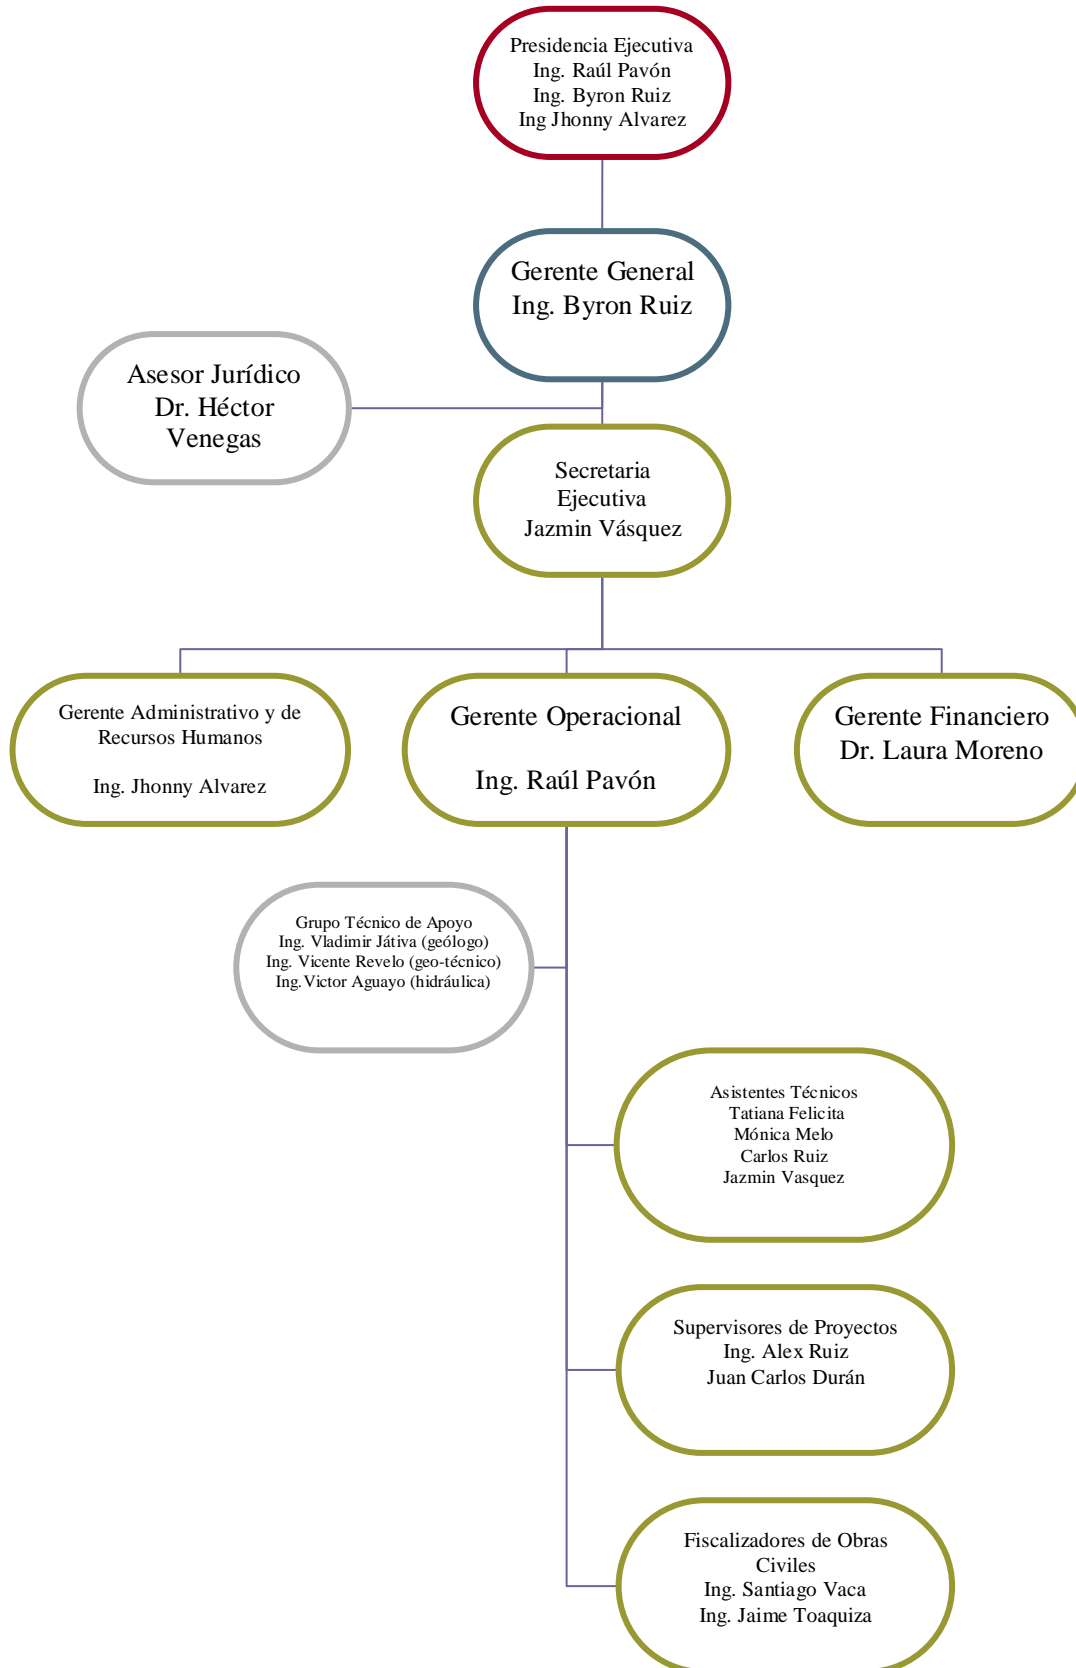 Presidencia Ejecutiva
Ing. Raúl Pavón
Ing. Byron Ruiz
Ing Jhonny Alvarez
Gerente General
Ing. Byron Ruiz
Asesor Jurídico
Dr. Héctor
Venegas
Secretaria
Ejecutiva
Jazmin Vásquez
Gerente Administrativo y de
Recursos Humanos
Ing. Jhonny Alvarez
Gerente Operacional
Ing. Raúl Pavón
Gerente Financiero
Dr. Laura Moreno
Grupo Técnico de Apoyo
Ing. Vladimir Játiva (geólogo)
Ing. Vicente Revelo (geo-técnico)
Ing.Victor Aguayo (hidráulica)
Asistentes Técnicos
Tatiana Felicita
Mónica Melo
Carlos Ruiz
Jazmin Vasquez
Supervisores de Proyectos
Ing. Alex Ruiz
Juan Carlos Durán
Fiscalizadores de Obras
Civiles
Ing. Santiago Vaca
Ing. Jaime Toaquiza